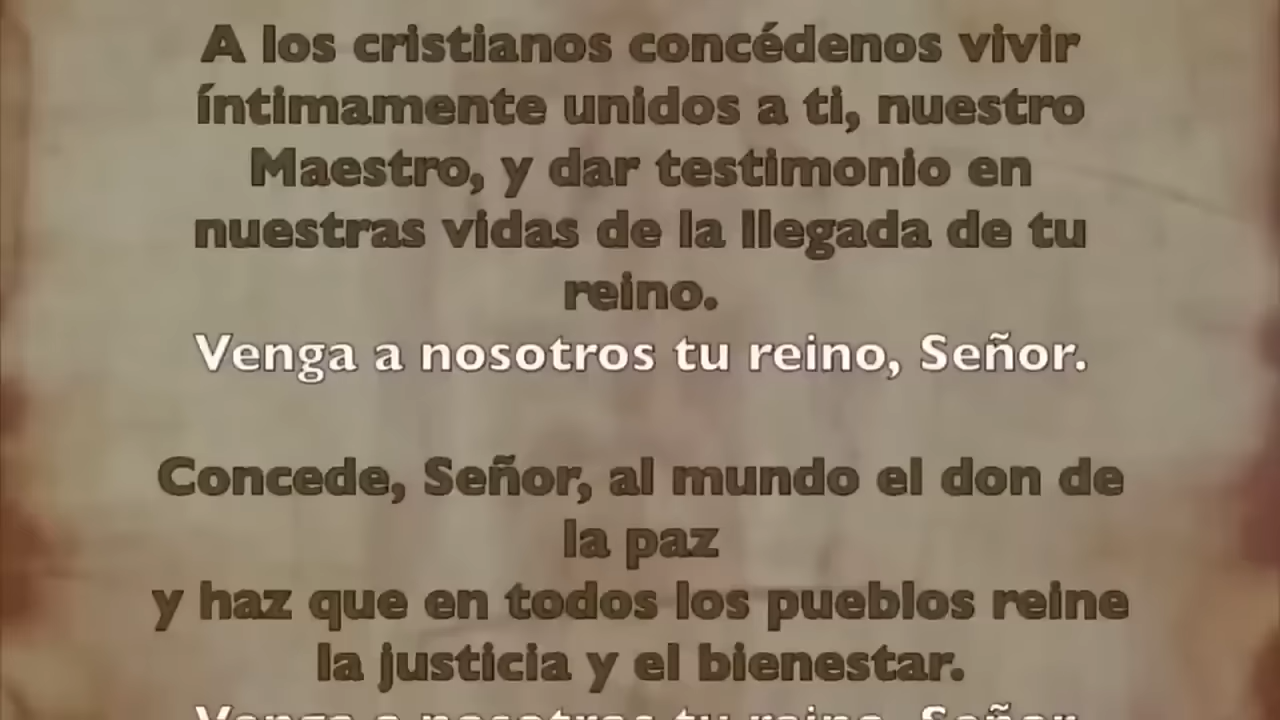 A los cristianos concédenos vivir
íntimamente unidos a ti, nuestro
Maestro, y dar testimonio en
nuestras vidas de la llegada de tu
reino.
Venga a nosotros tu reino, Señor.
Concede, Señor, al mundo el don de
la paz
y haz que en todos los pueblos reine
la justicia y el bienestar.
Venga a nosotros tu reino, Señor.